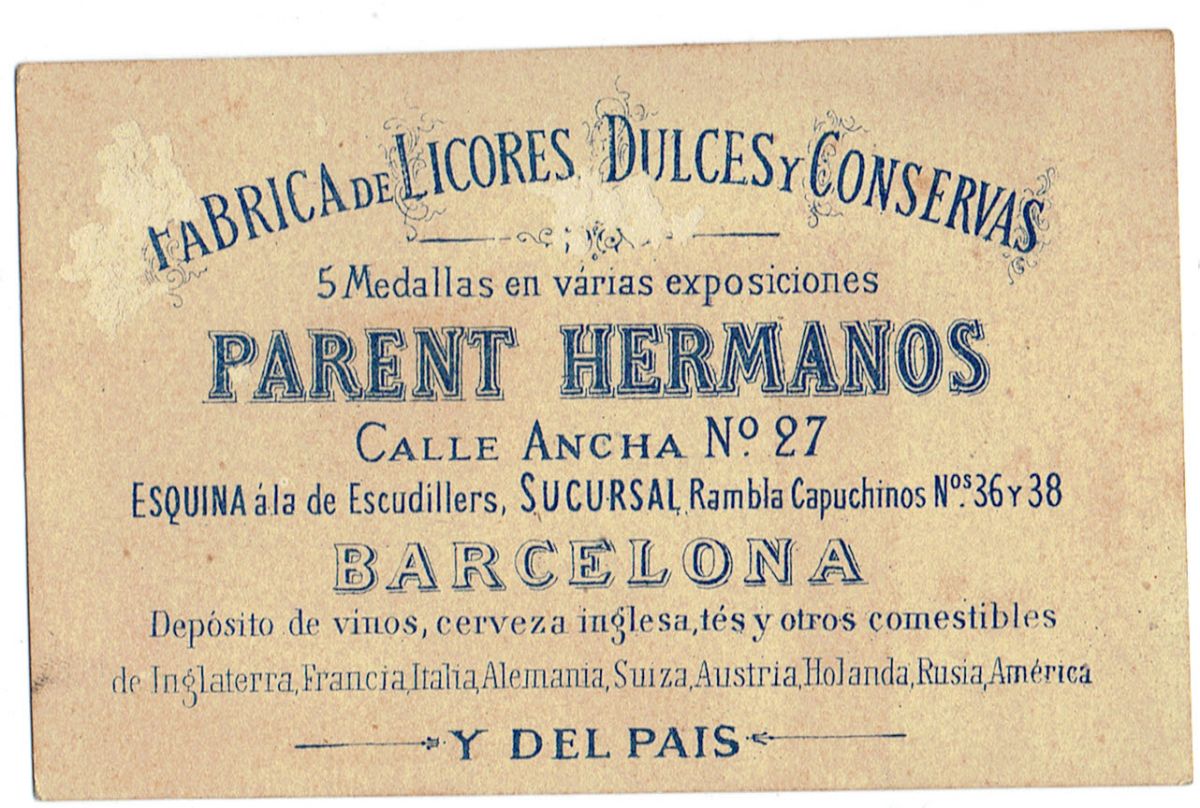 FABRICA DE LICORES DULCES Y CONSERVAS
5 Medallas en várias exposiciones
PARENT HERMANOS
CALLE ANCHA Nº 27
ESQUINA á la de Escudillers, SUCURSAL, Rambla Capuchinos Nos. 36 Y 38
BARCELONA
Depósito de vinos, cerveza inglesa, tés y otros comestibles
de Inglaterra, Francia, Italia, Alemania, Suiza, Austria, Holanda, Rusia, América
Y DEL PAIS